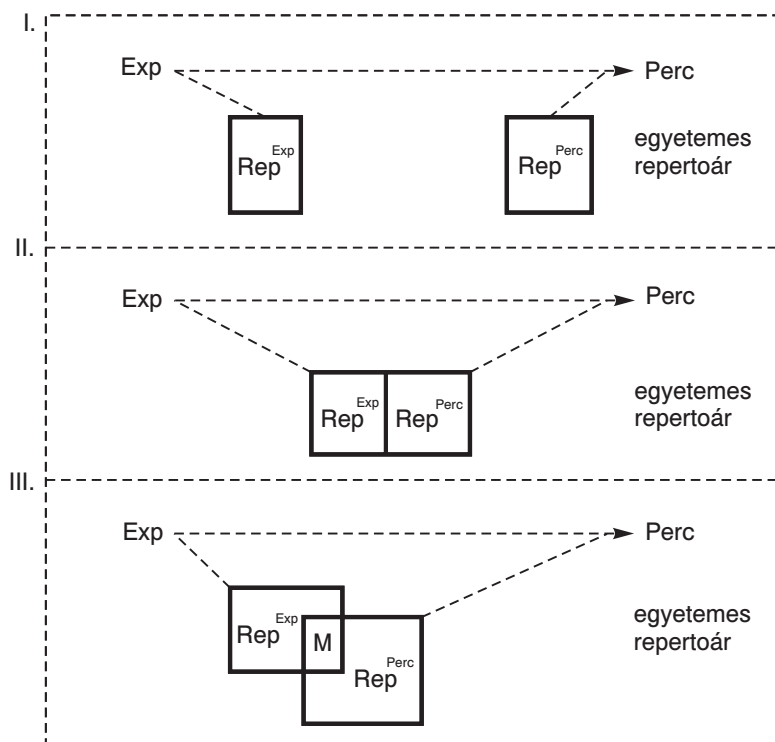 I.
Exp
Perc
Rep Exp
Rep Perc
egyetemes
repertoár
II.
Exp
Perc
Rep Exp
Rep Perc
egyetemes
repertoár
III.
Exp
Perc
Rep Exp
M
Rep Perc
egyetemes
repertoár